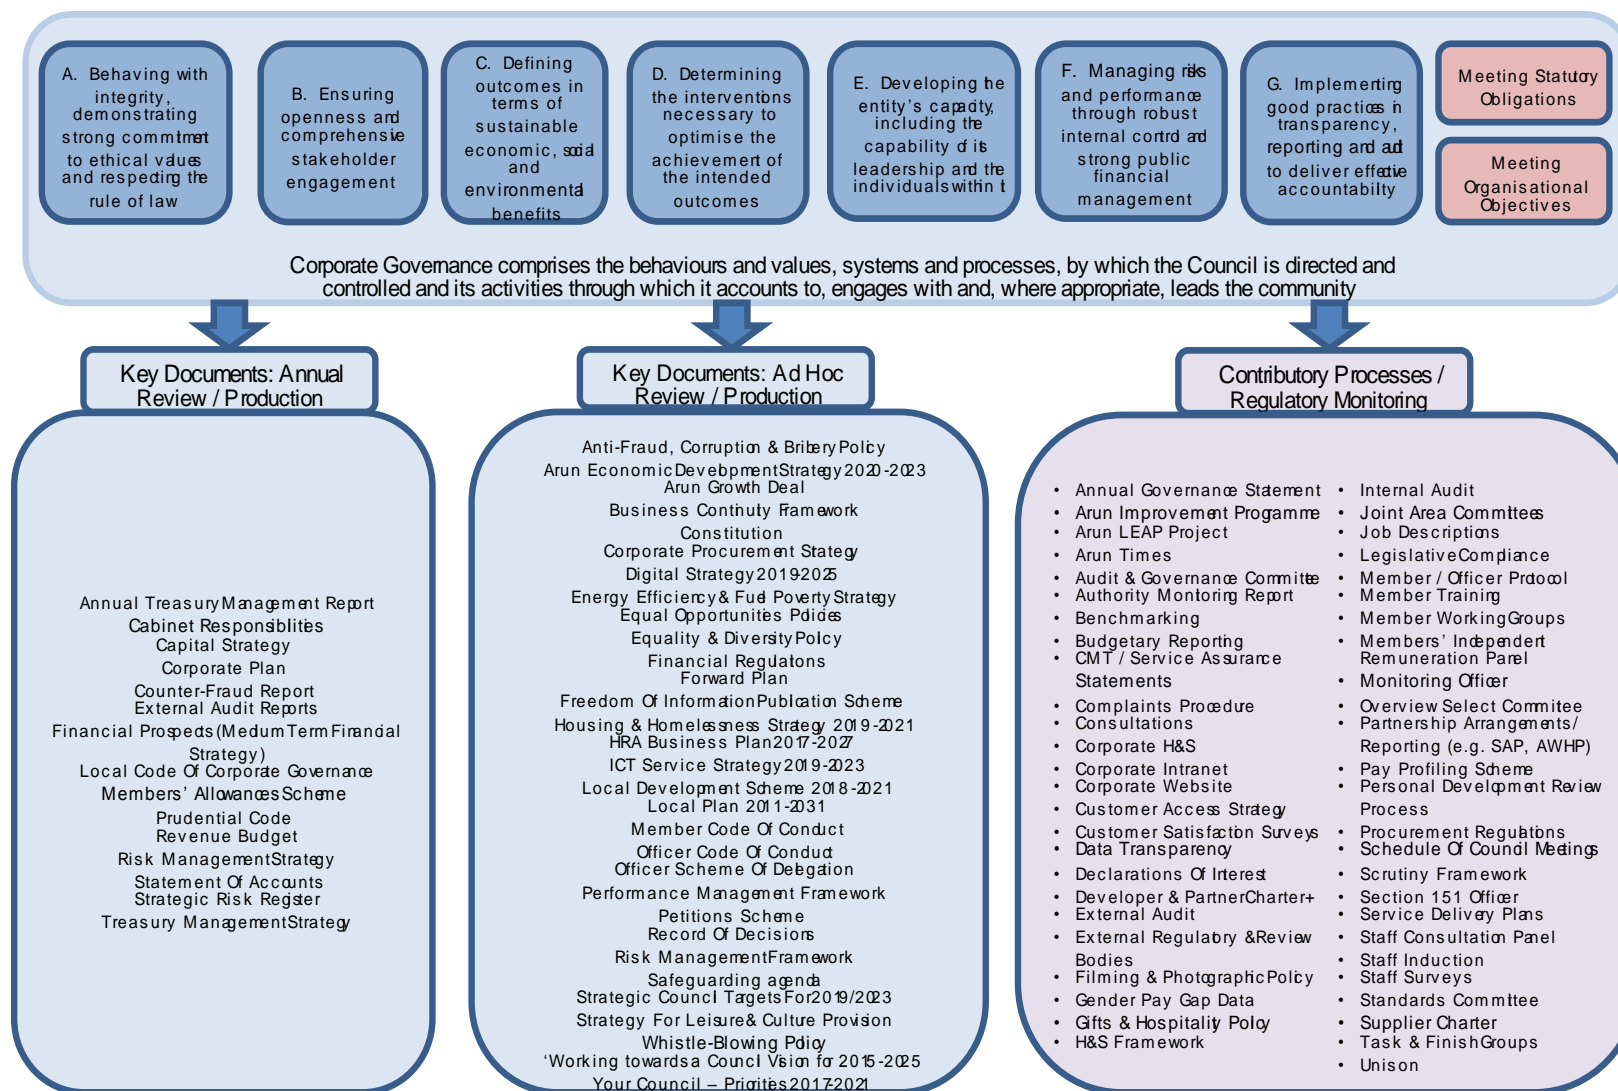 A. Behaving with
integrity,
demonstrating
strong commitment
to ethical values
and respecting the
rule of law
B. Ensuring
openness and
comprehensive
stakeholder
engagement
C. Defining
outcomes in
terms of
sustainable
economic, social
and
environmental
benefits
D. Determining
the interventions
necessary to
optimise the
achievement of
the intended
outcomes
E. Developing the
entity's capacity,
including the
capability of its
leadership and the
individuals within it
F. Managing risks
and performance
through robust
internal control and
strong public
financial
management
G. Implementing
good practices in
transparency,
reporting and audit
to deliver effective
accountability
Meeting Statutory
Obligations
Meeting
Organisational
Objectives
Corporate Governance comprises the behaviours and values, systems and processes, by which the Council is directed and
controlled and its activities through which it accounts to, engages with and, where appropriate, leads the community
Key Documents: Annual
Review / Production
Annual Treasury Management Report
Cabinet Responsibilities
Capital Strategy
Corporate Plan
Counter-Fraud Report
External Audit Reports
Financial Prospects (Medium Term Financial
Strategy)
Local Code Of Corporate Governance
Members' Allowances Scheme
Prudential Code
Revenue Budget
Risk Management Strategy
Statement Of Accounts
Strategic Risk Register
Treasury Management Strategy
Key Documents: Ad Hoc
Review / Production
Anti-Fraud, Corruption & Bribery Policy
Arun Economic Development Strategy 2020-2023
Arun Growth Deal
Business Continuity Framework
Constitution
Corporate Procurement Strategy
Digital Strategy 2019-2025
Energy Efficiency & Fuel Poverty Strategy
Equal Opportunities Policies
Equality & Diversity Policy
Financial Regulations
Forward Plan
Freedom Of Information Publication Scheme
Housing & Homelessness Strategy 2019-2021
HRA Business Plan 2017-2027
ICT Service Strategy 2019-2023
Local Development Scheme 2018-2021
Local Plan 2011-2031
Member Code Of Conduct
Officer Code Of Conduct
Officer Scheme Of Delegation
Performance Management Framework
Petitions Scheme
Record Of Decisions
Risk Management Framework
Safeguarding agenda
Strategic Council Targets For 2019/2023
Strategy For Leisure & Culture Provision
Whistle-Blowing Policy
'Working towards a Council Vision for 2015-2025
Your Council – Priorities 2017-2021
Contributory Processes /
Regulatory Monitoring
• Annual Governance Statement
• Arun Improvement Programme
• Arun LEAP Project
• Arun Times
• Audit & Governance Committee
• Authority Monitoring Report
• Benchmarking
• Budgetary Reporting
• CMT / Service Assurance
Statements
• Complaints Procedure
• Consultations
• Corporate H&S
• Corporate Intranet
• Corporate Website
• Customer Access Strategy
• Customer Satisfaction Surveys
• Data Transparency
• Declarations Of Interest
• Developer & Partner Charter+
• External Audit
• External Regulatory & Review
Bodies
• Filming & Photographic Policy
• Gender Pay Gap Data
• Gifts & Hospitality Policy
• H&S Framework
• Internal Audit
• Joint Area Committees
• Job Descriptions
• Legislative Compliance
• Member / Officer Protocol
• Member Training
• Member Working Groups
• Members' Independent
Remuneration Panel
• Monitoring Officer
• Overview Select Committee
• Partnership Arrangements /
Reporting (e.g. SAP, AWHP)
• Pay Profiling Scheme
• Personal Development Review
Process
• Procurement Regulations
• Schedule Of Council Meetings
• Scrutiny Framework
• Section 151 Officer
• Service Delivery Plans
• Staff Consultation Panel
• Staff Induction
• Staff Surveys
• Standards Committee
• Supplier Charter
• Task & Finish Groups
• Unison